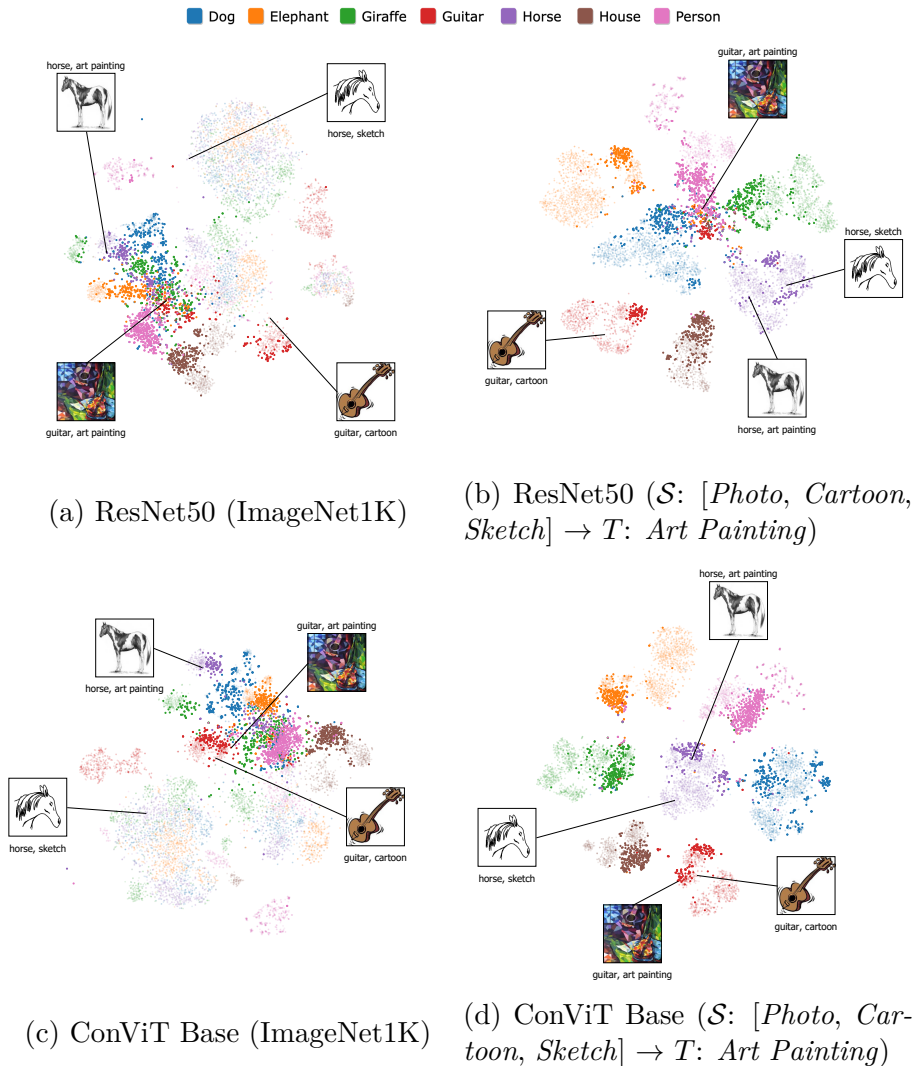 Dog Elephant Giraffe Guitar Horse House Person
horse, art painting
horse, sketch
guitar, art painting
guitar, cartoon
guitar, art painting
horse, sketch
guitar, cartoon
horse, art painting
(a) ResNet50 (ImageNet1K)
(b) ResNet50 (𝒮: [Photo, Cartoon,
Sketch] → T: Art Painting)
horse, art painting
guitar, art painting
horse, sketch
guitar, cartoon
horse, art painting
horse, sketch
guitar, cartoon
guitar, art painting
(c) ConViT Base (ImageNet1K)
(d) ConViT Base (𝒮: [Photo, Car-
toon, Sketch] → T: Art Painting)